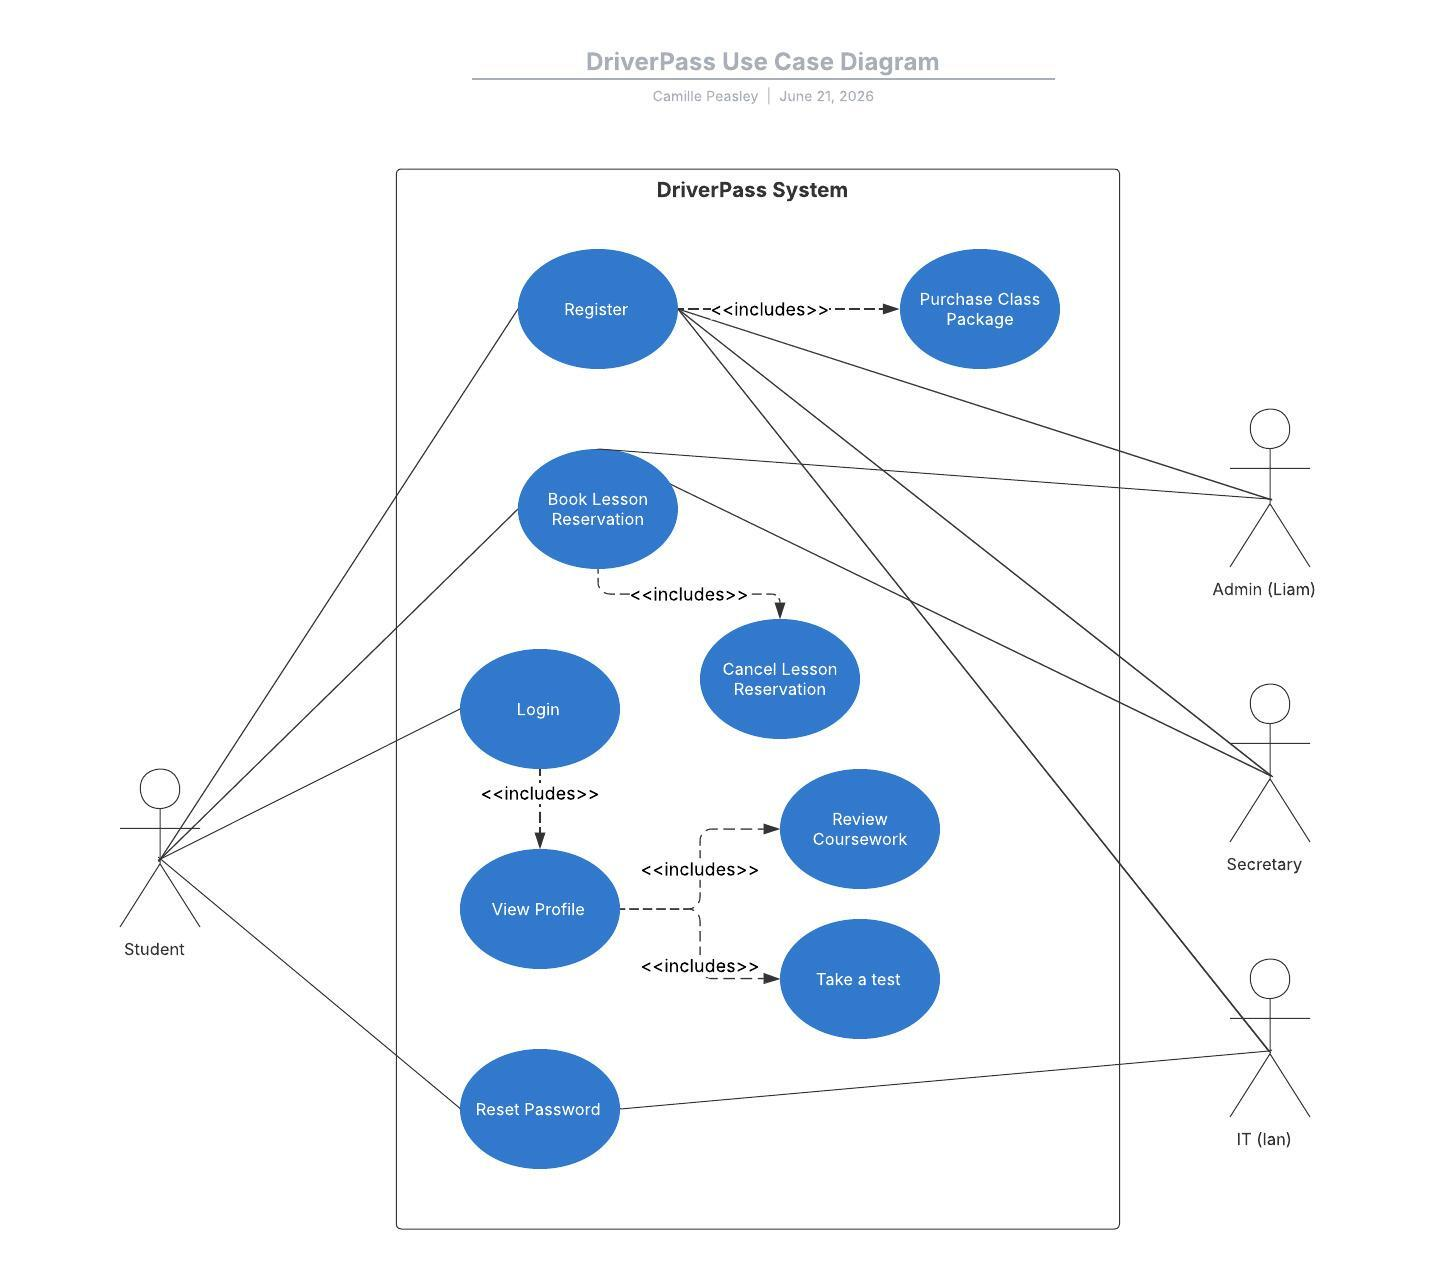 DriverPass Use Case Diagram
Camille Peasley | June 21, 2026
DriverPass System
Register
<<includes>>
Purchase Class
Package
Book Lesson
Reservation
<<includes>>
Cancel Lesson
Reservation
Admin (Liam)
Login
<<includes>>
View Profile
<<includes>>
Review
Coursework
<<includes>>
Take a test
Secretary
Student
Reset Password
IT (Ian)